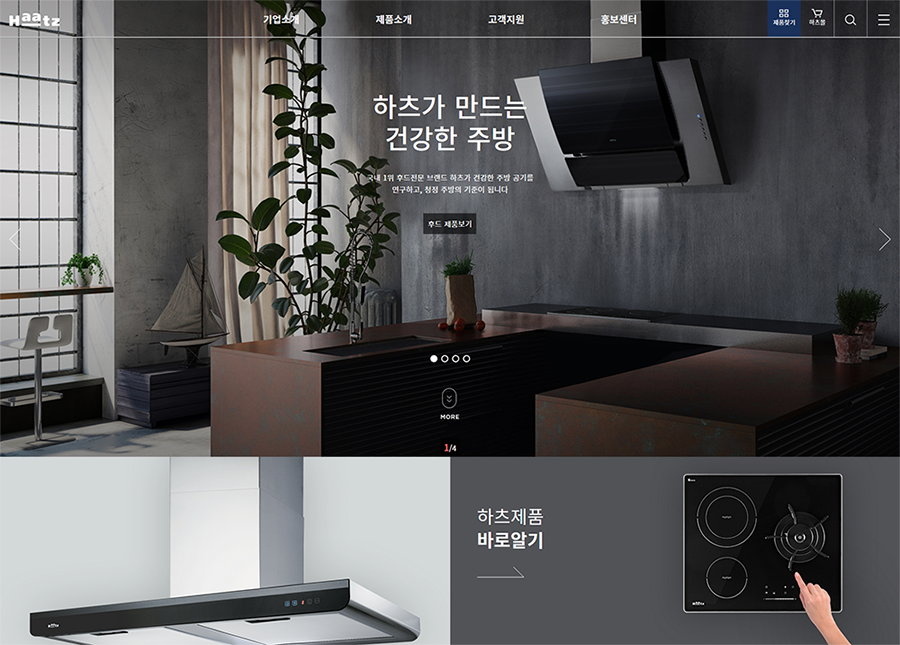 Haatz
기업소개
제품소개
고객지원
홍보센터
제품찾기
하츠몰
하츠가 만드는
건강한 주방
국내 1위 후드전문 브랜드 하츠가 건강한 주방 공기를
연구하고, 청정 주방의 기준이 됩니다
후드 제품보기
MORE
1/4
하츠제품
바로알기
Haatz
Haatz